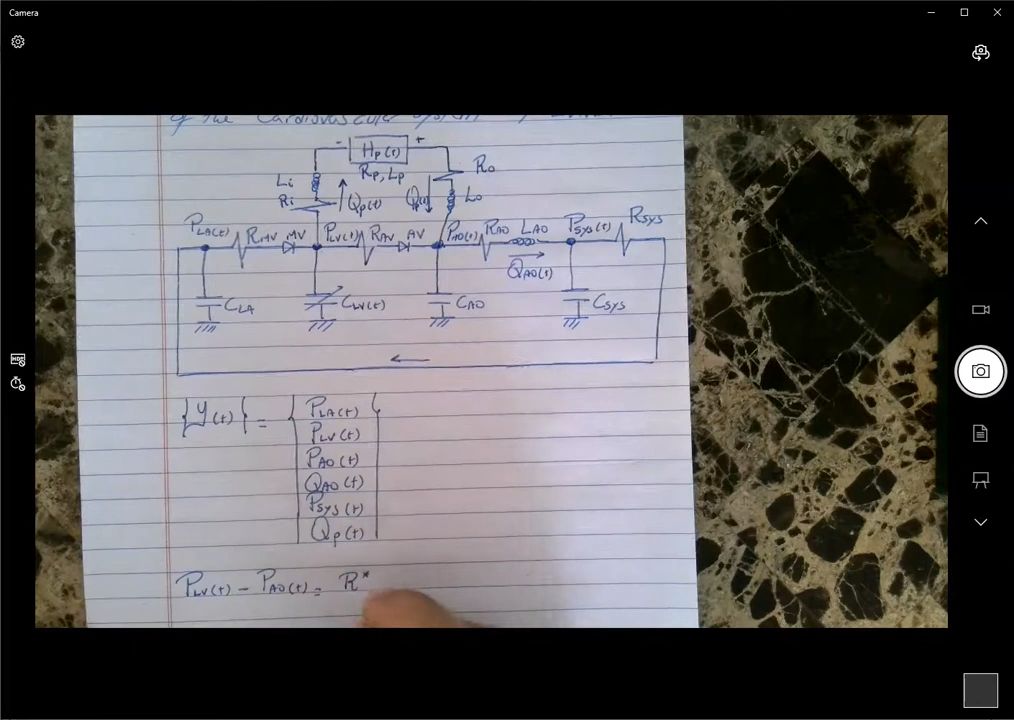 Camera
of the Cardiovascular System
- Hp(t) +
Rp, Lp
Ro
Li
Ri
Qp(t)
Qp(t)
Lo
PLA(t)
RMV
MV
PLV(t)
RAV
AV
PAO(t)
RAO
LAO
PSYS(t)
RSYS
QAO(t)
CLA
CLV(t)
CAO
CSYS
{Y(t)} = {
PLA(t)
PLV(t)
PAO(t)
QAO(t)
PSYS(t)
Qp(t)
}
PLV(t) - PAO(t) = R*